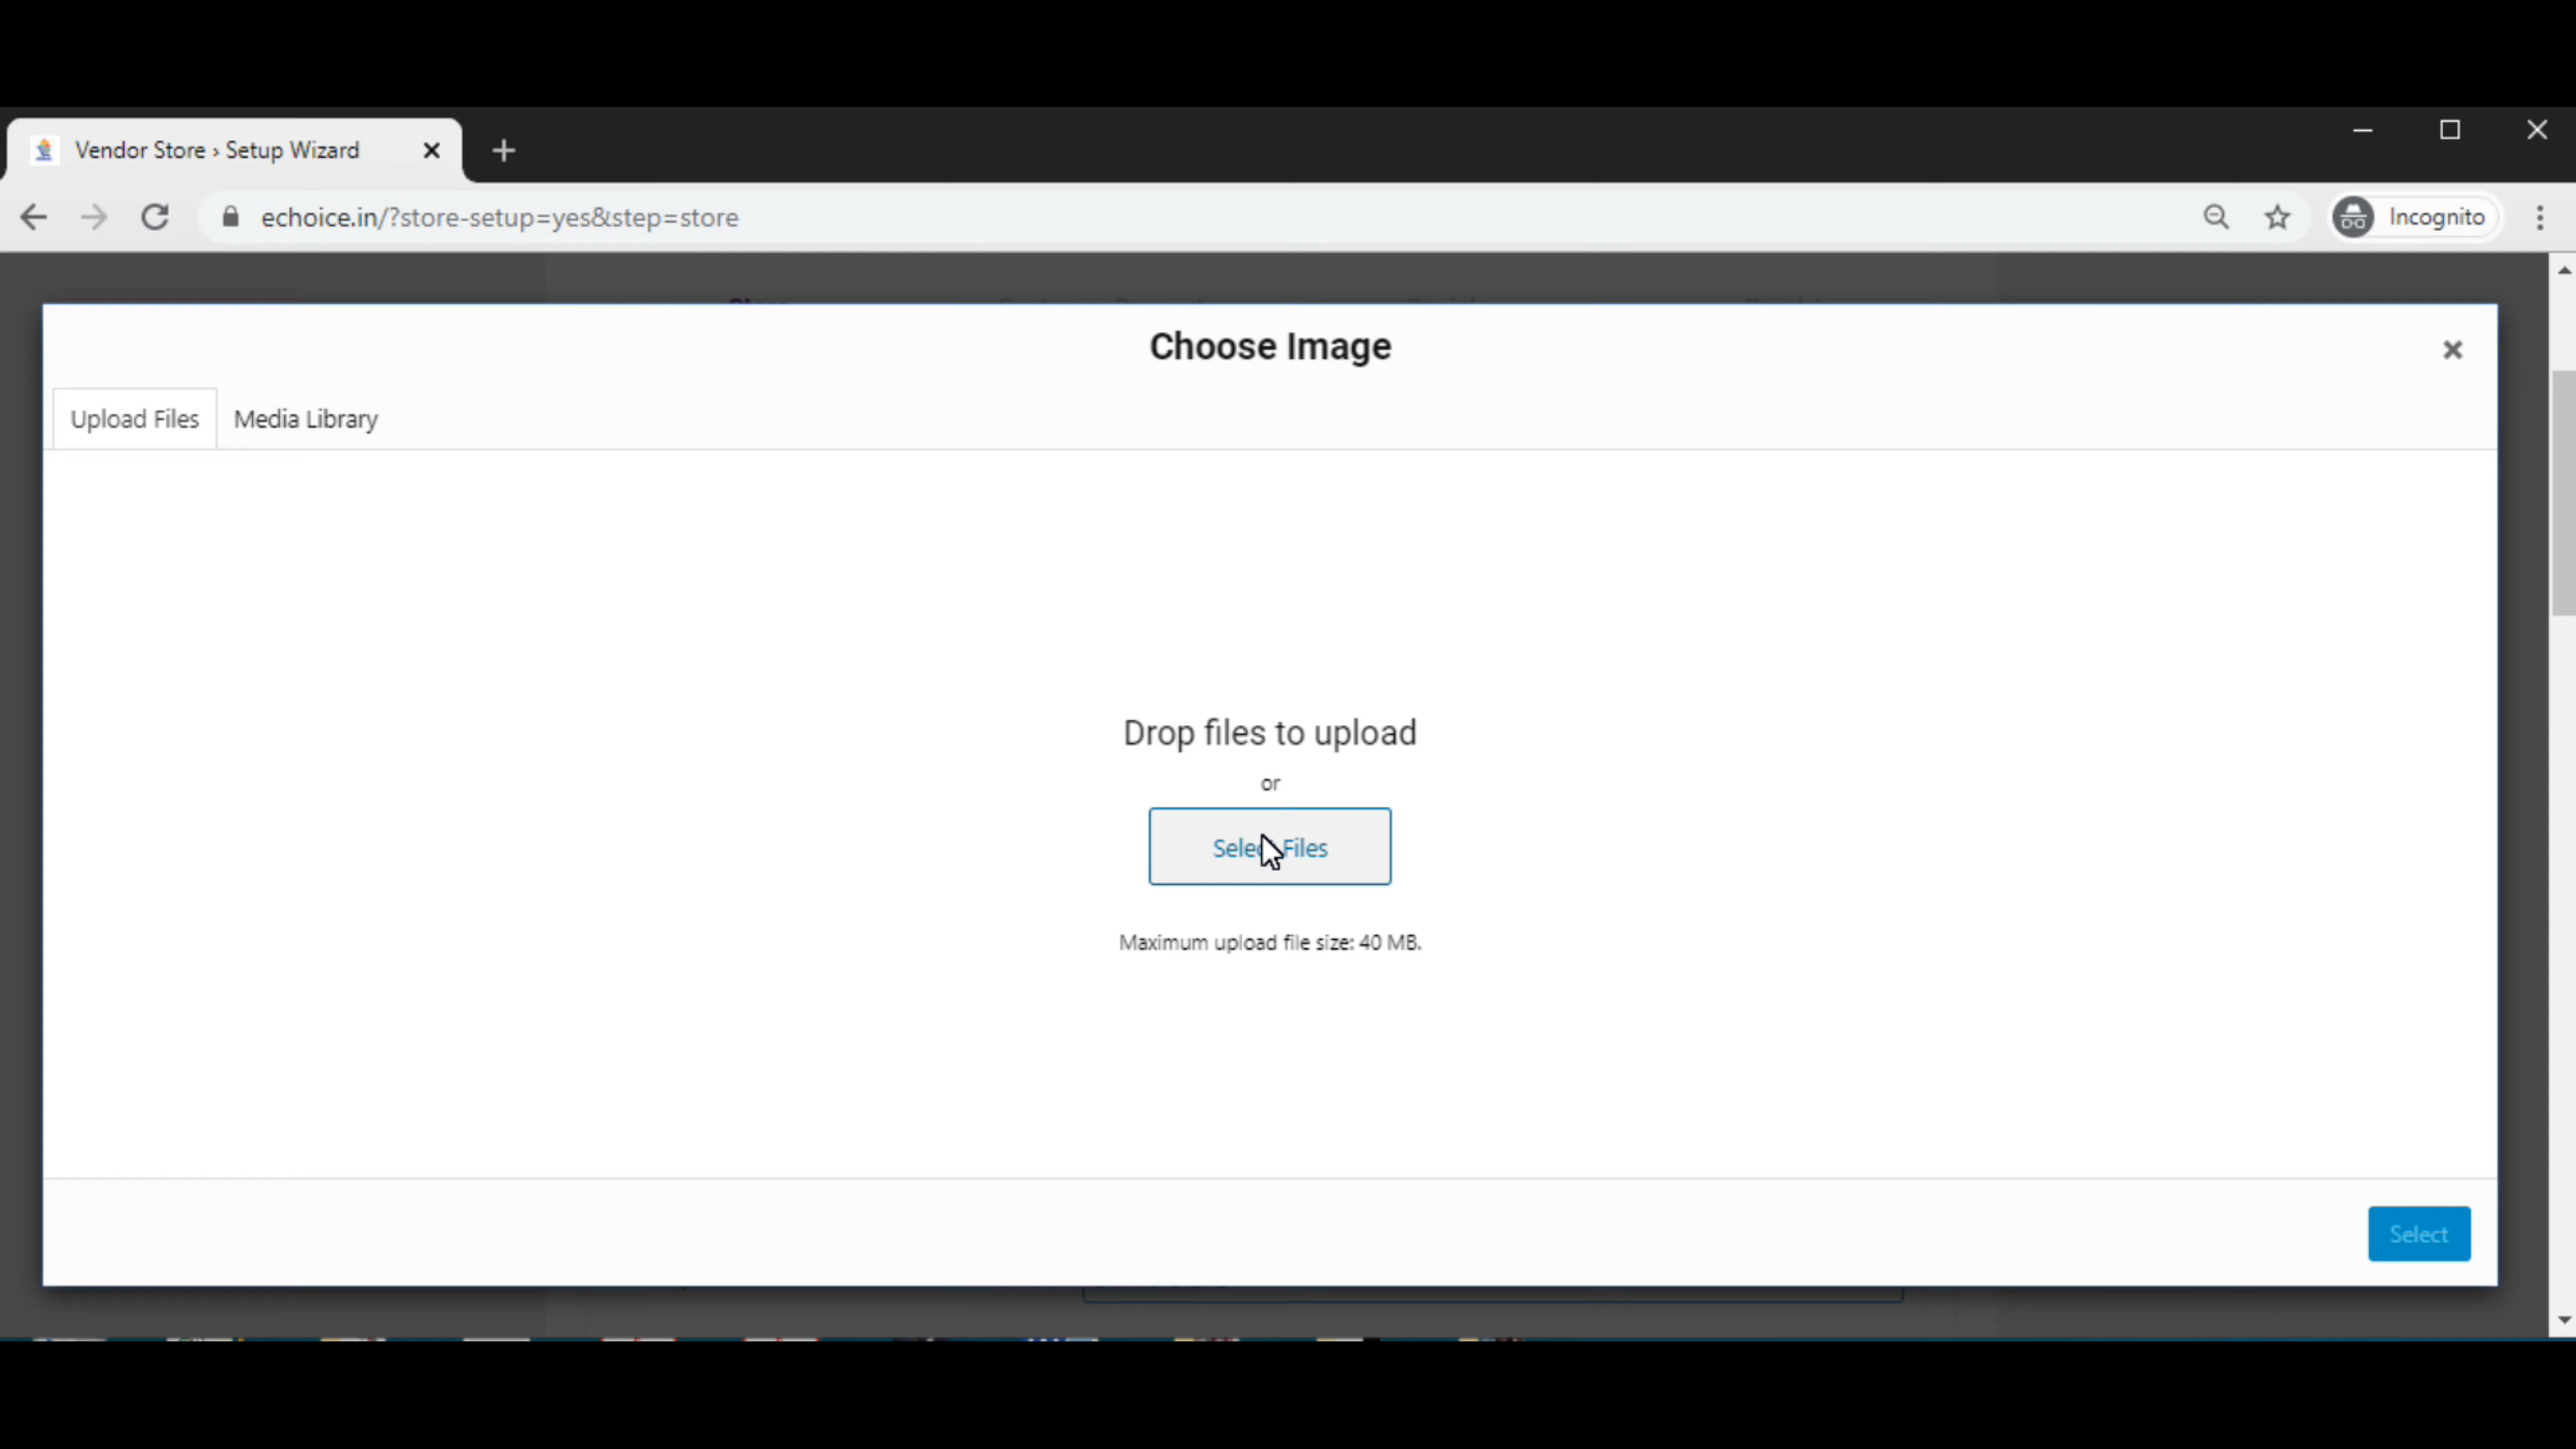 Vendor Store › Setup Wizard
echoice.in/?store-setup=yes&step=store
Incognito
Choose Image
Upload Files
Media Library
Drop files to upload
or
Select Files
Maximum upload file size: 40 MB.
Select